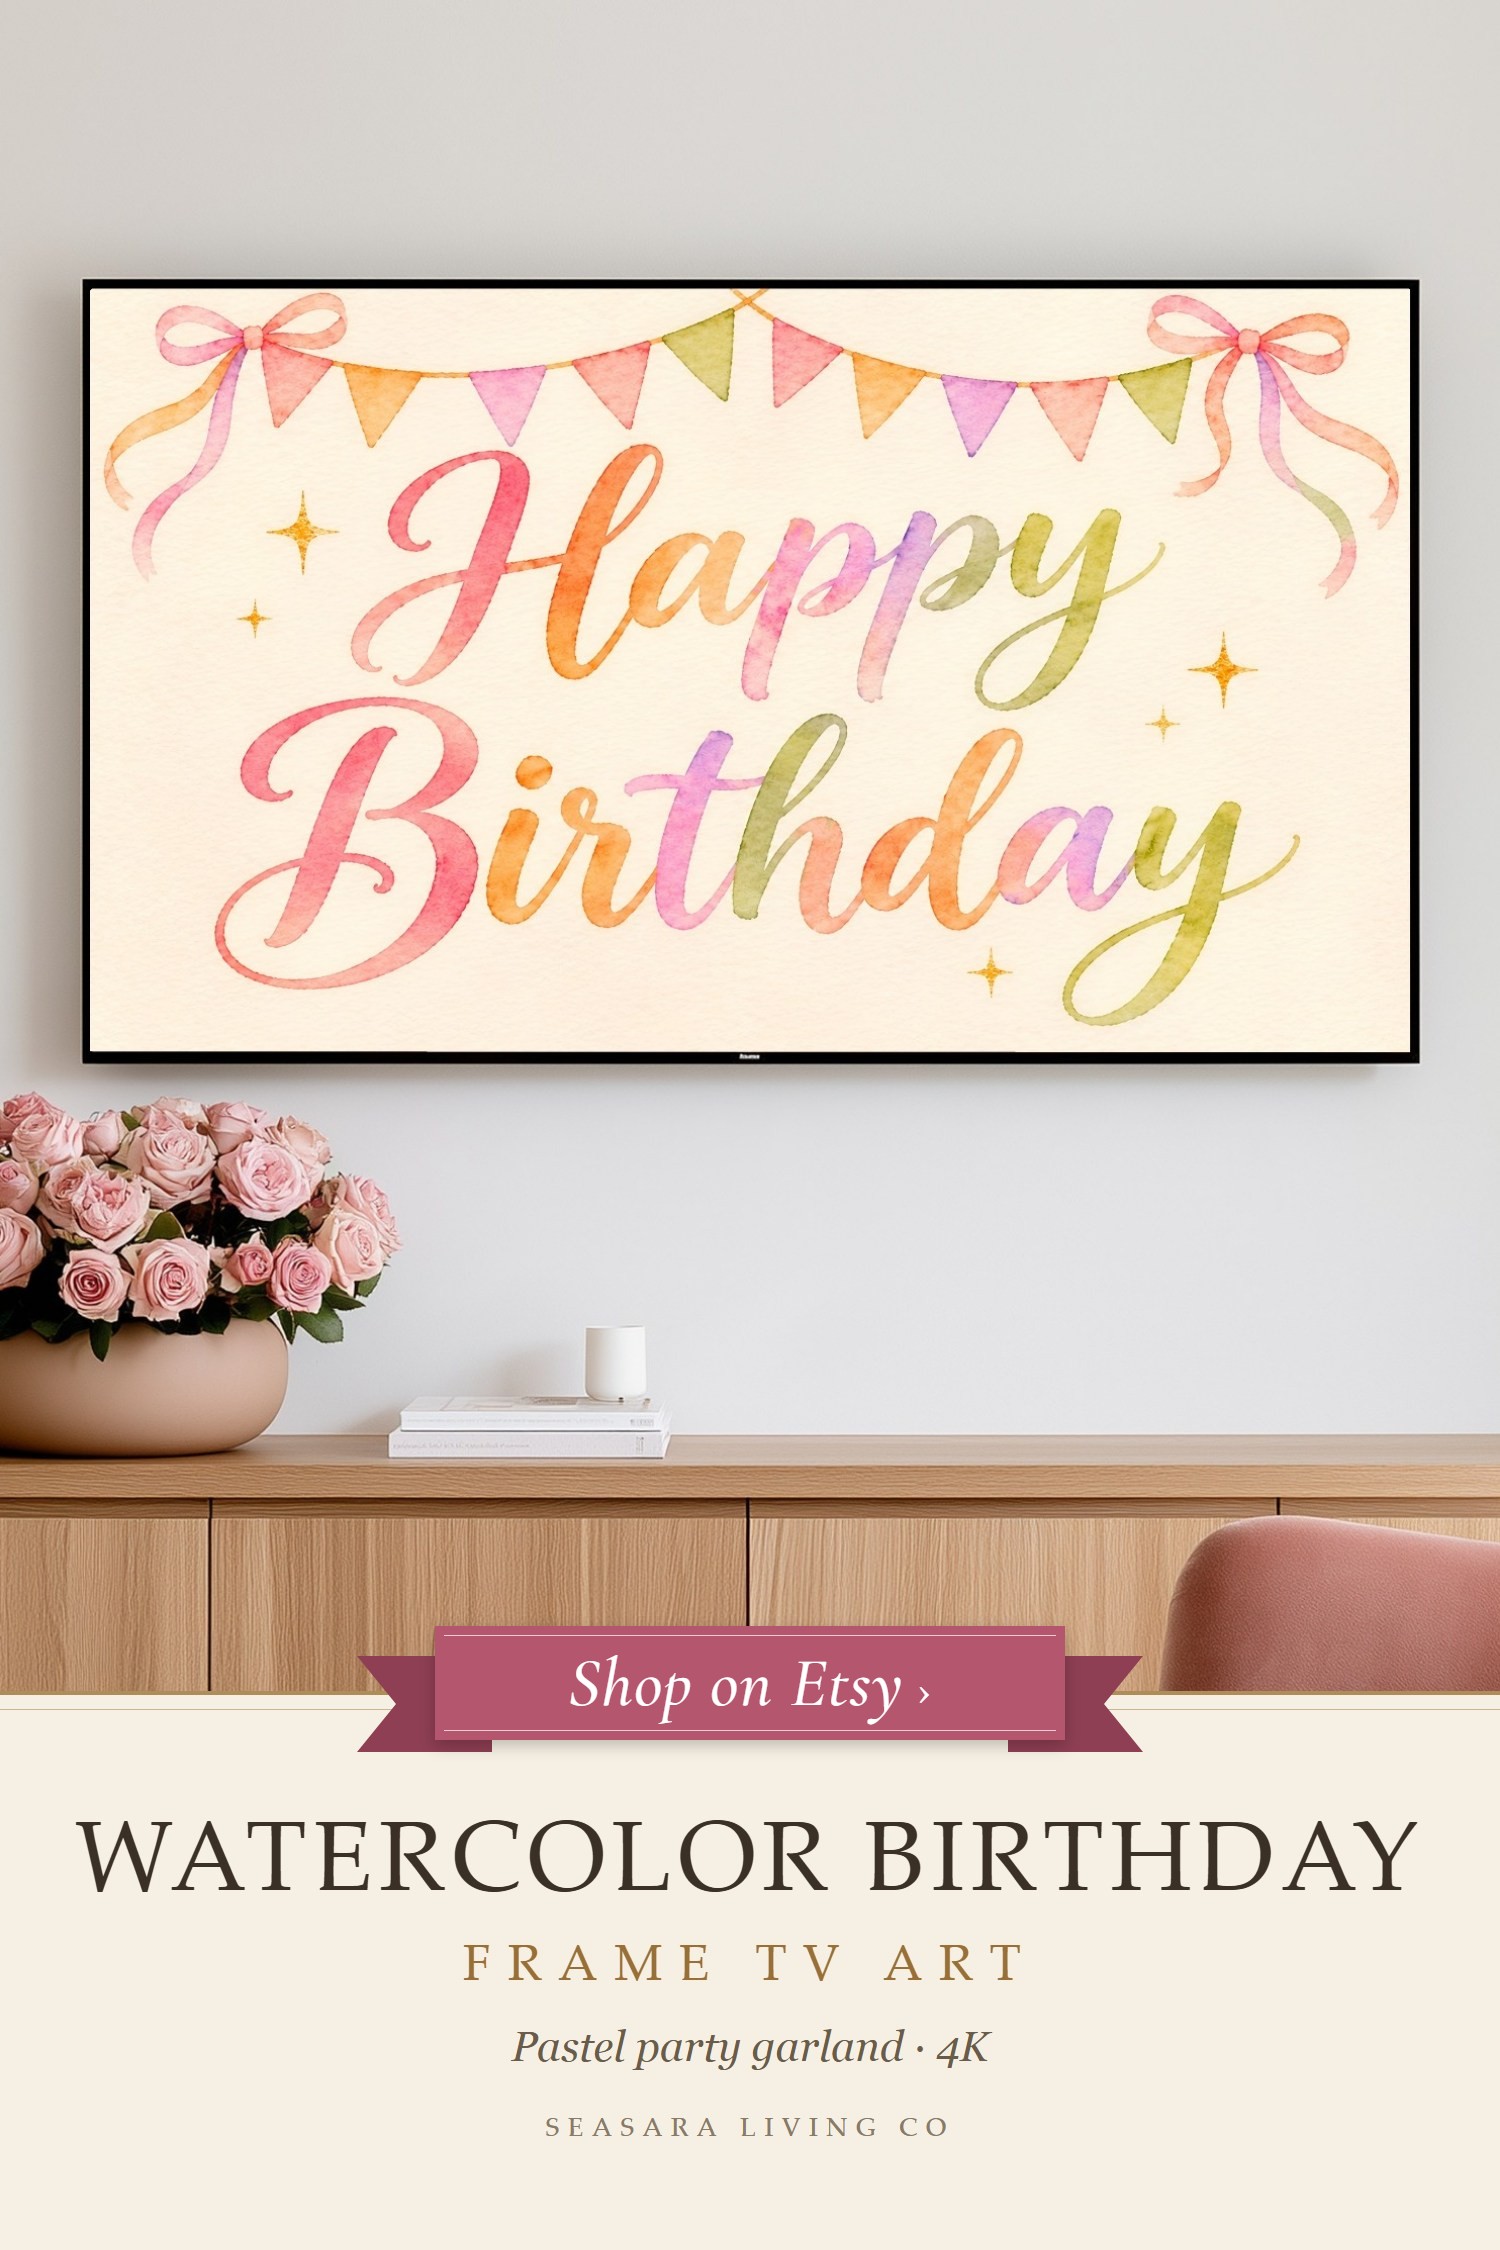 Happy
Birthday
Shop on Etsy ›
WATERCOLOR BIRTHDAY
FRAME TV ART
Pastel party garland · 4K
SEASARA LIVING CO